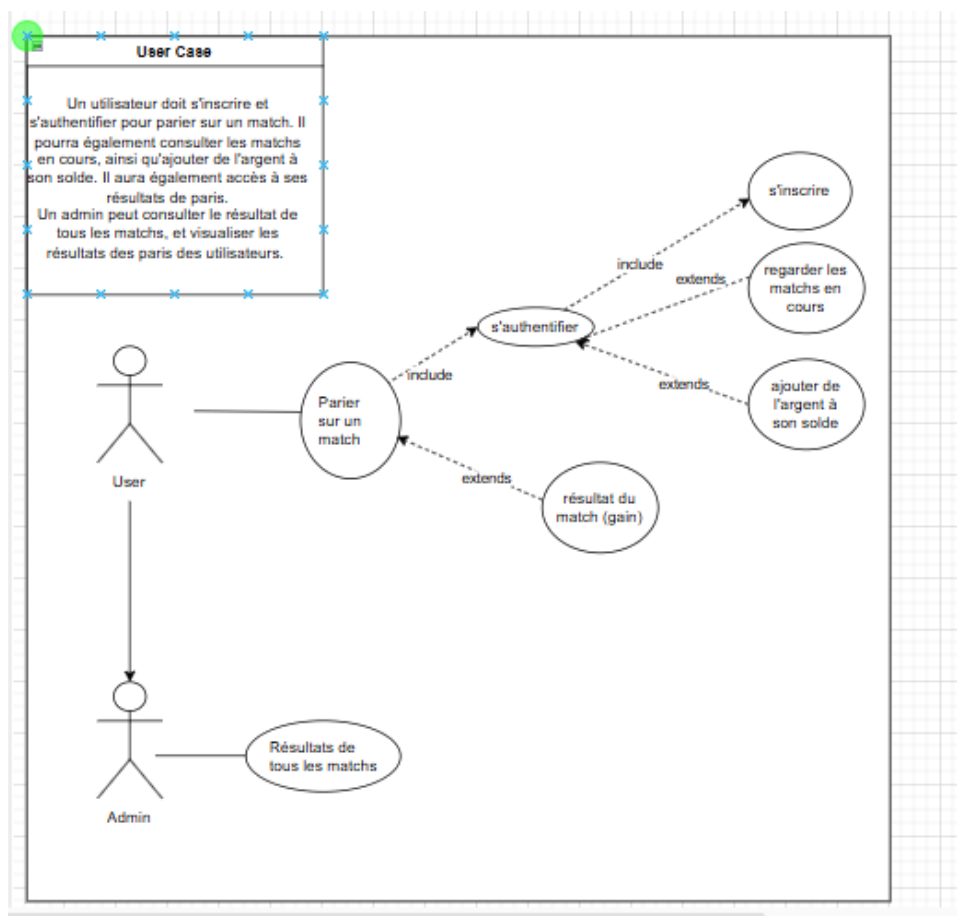 User Case
Un utilisateur doit s'inscrire et
s'authentifier pour parier sur un match. Il
pourra également consulter les matchs
en cours, ainsi qu'ajouter de l'argent à
son solde. Il aura également accès à ses
résultats de paris.
Un admin peut consulter le résultat de
tous les matchs, et visualiser les
résultats des paris des utilisateurs.
s'inscrire
include
extends
regarder les
matchs en
cours
s'authentifier
include
extends
ajouter de
l'argent à
son solde
Parier
sur un
match
extends
résultat du
match (gain)
User
Résultats de
tous les matchs
Admin